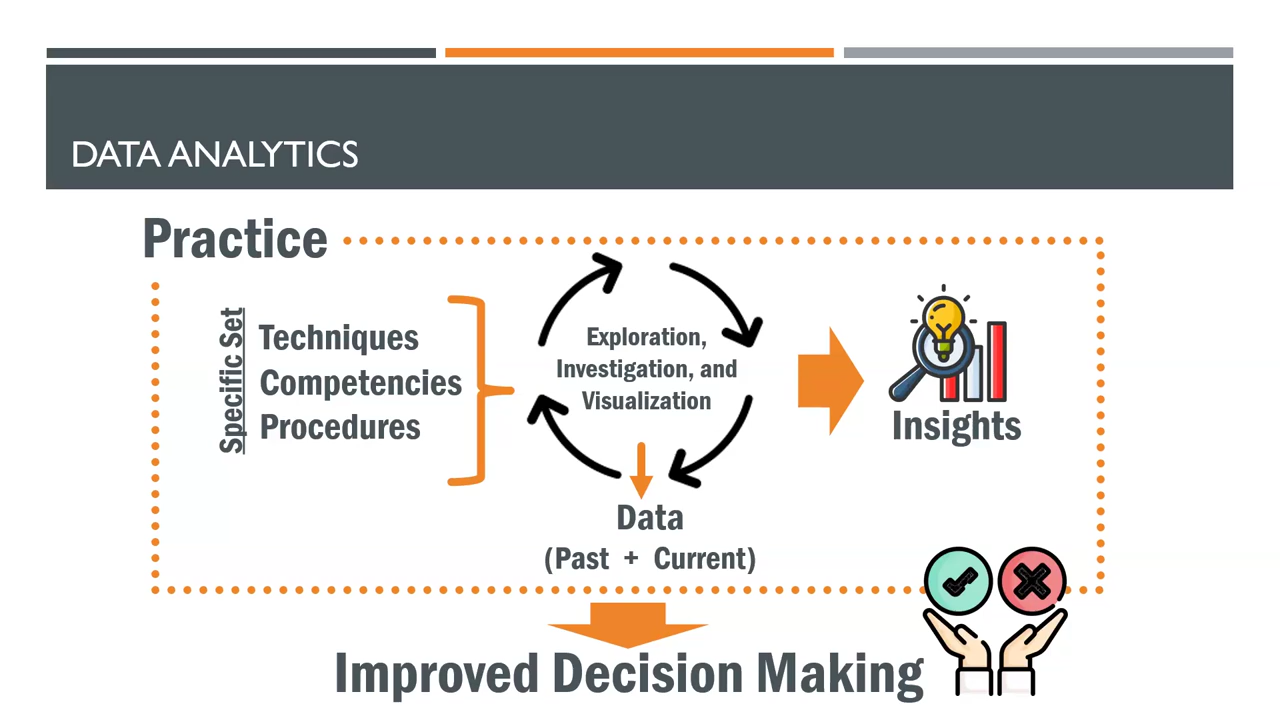 DATA ANALYTICS
Practice
Specific Set
Techniques
Competencies
Procedures
Exploration,
Investigation, and
Visualization
Insights
Data
(Past + Current)
Improved Decision Making